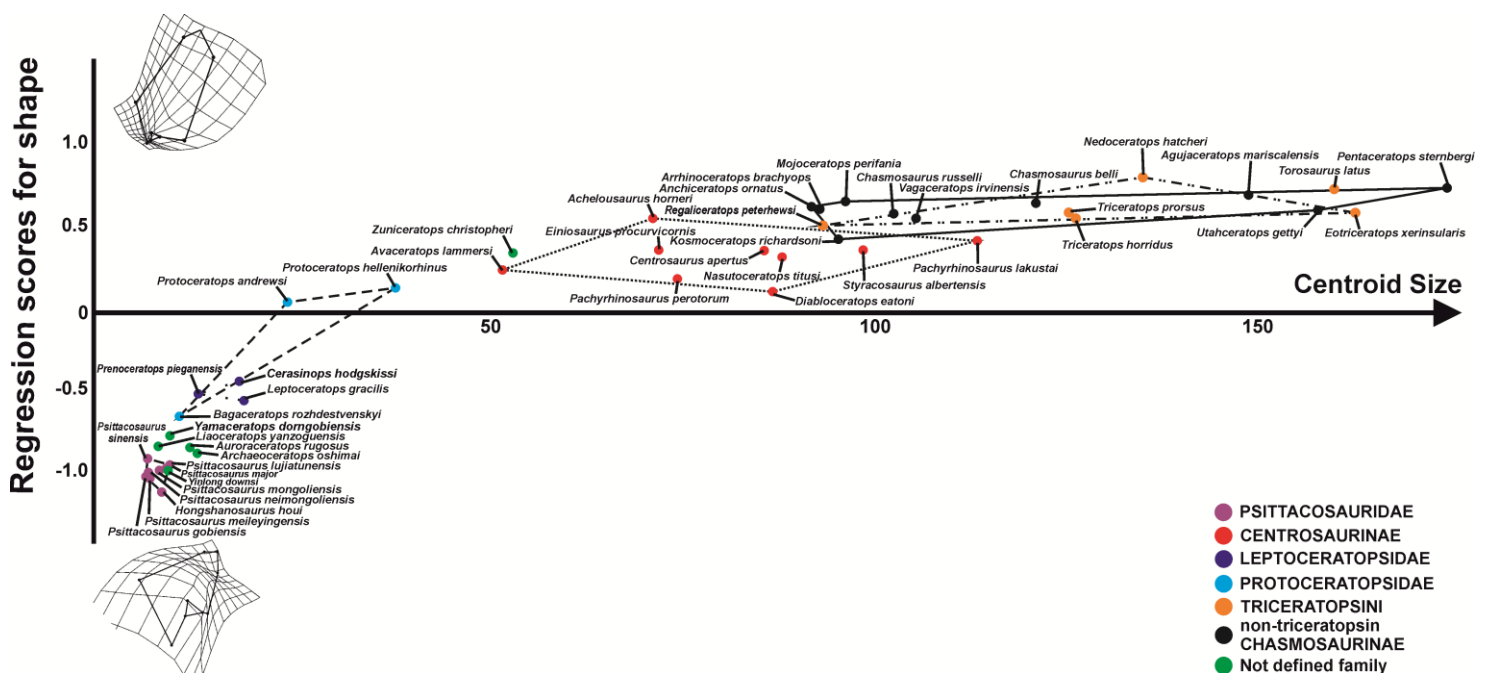 Regression scores for shape
1.0
0.5
0
-0.5
-1.0
50
100
150
Centroid Size
Nedoceratops hatcheri
Agujaceratops mariscalensis
Pentaceratops sternbergi
Torosaurus latus
Mojoceratops perifania
Arrhinoceratops brachyops
Chasmosaurus russelli
Chasmosaurus belli
Anchiceratops ornatus
Vagaceratops irvinensis
Achelousaurus horneri
Regaliceratops peterhewsi
Triceratops prorsus
Zuniceratops christopheri
Einiosaurus procurvicornis
Kosmoceratops richardsoni
Triceratops horridus
Utahceratops gettyi
Eotriceratops xerinsularis
Avaceratops lammersi
Centrosaurus apertus
Protoceratops hellenikorhinus
Nasutoceratops titusi
Pachyrhinosaurus lakustai
Protoceratops andrewsi
Styracosaurus albertensis
Pachyrhinosaurus perotorum
Diabloceratops eatoni
Prenoceratops pieganensis
Cerasinops hodgskissi
Leptoceratops gracilis
Bagaceratops rozhdestvenskyi
Psittacosaurus
sinensis
Yamaceratops dorngobiensis
Liaoceratops yanzoguensis
Auroraceratops rugosus
Archaeoceratops oshimai
Psittacosaurus lujiatunensis
Psittacosaurus major
Yinlong downsi
Psittacosaurus mongoliensis
Psittacosaurus neimongoliensis
Hongshanosaurus houi
Psittacosaurus meileyingensis
Psittacosaurus gobiensis
PSITTACOSAURIDAE
CENTROSAURINAE
LEPTOCERATOPSIDAE
PROTOCERATOPSIDAE
TRICERATOPSINI
non-triceratopsin
CHASMOSAURINAE
Not defined family